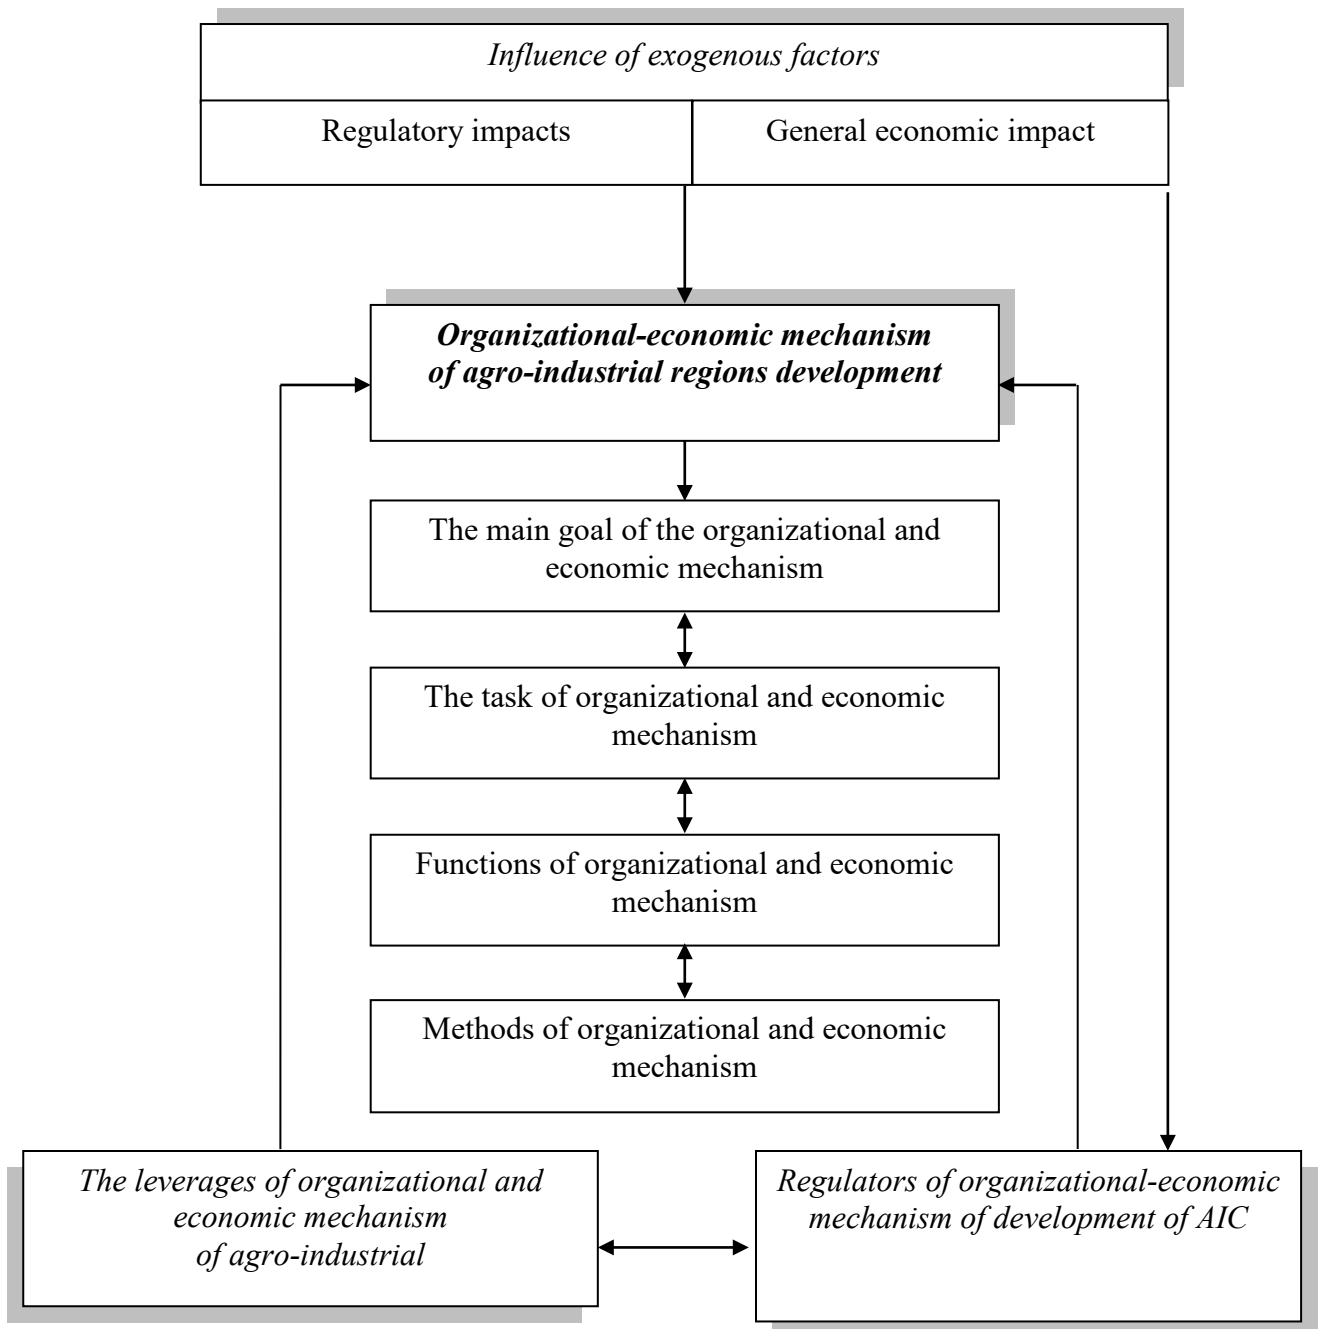 Influence of exogenous factors
Regulatory impacts
General economic impact
Organizational-economic mechanism
of agro-industrial regions development
The main goal of the organizational and
economic mechanism
The task of organizational and economic
mechanism
Functions of organizational and economic
mechanism
Methods of organizational and economic
mechanism
The leverages of organizational and
economic mechanism
of agro-industrial
Regulators of organizational-economic
mechanism of development of AIC